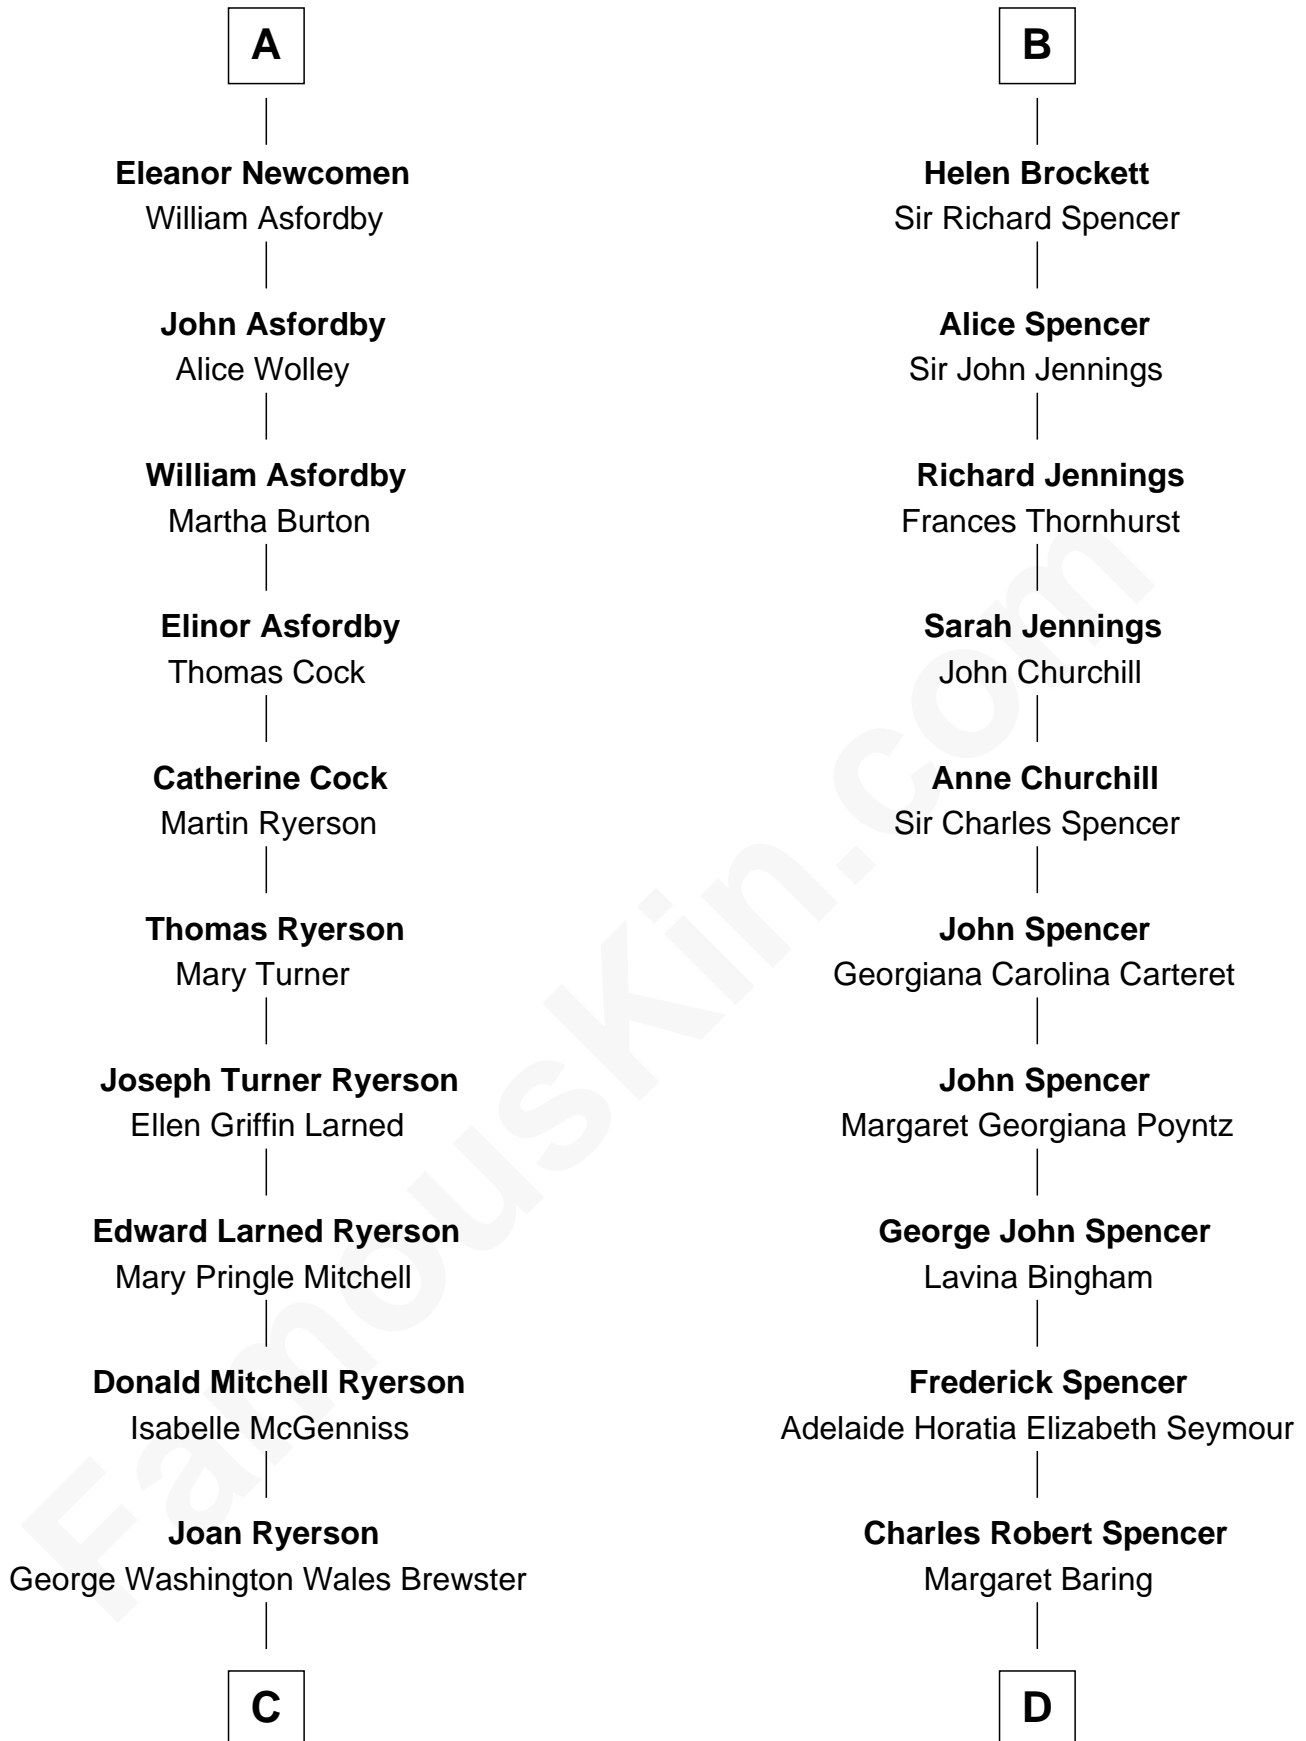 A
Eleanor Newcomen
William Asfordby
John Asfordby
Alice Wolley
William Asfordby
Martha Burton
Elinor Asfordby
Thomas Cock
Catherine Cock
Martin Ryerson
Thomas Ryerson
Mary Turner
Joseph Turner Ryerson
Ellen Griffin Larned
Edward Larned Ryerson
Mary Pringle Mitchell
Donald Mitchell Ryerson
Isabelle McGenniss
Joan Ryerson
George Washington Wales Brewster
C
B
Helen Brockett
Sir Richard Spencer
Alice Spencer
Sir John Jennings
Richard Jennings
Frances Thornhurst
Sarah Jennings
John Churchill
Anne Churchill
Sir Charles Spencer
John Spencer
Georgiana Carolina Carteret
John Spencer
Margaret Georgiana Poyntz
George John Spencer
Lavina Bingham
Frederick Spencer
Adelaide Horatia Elizabeth Seymour
Charles Robert Spencer
Margaret Baring
D
FamousKin.com